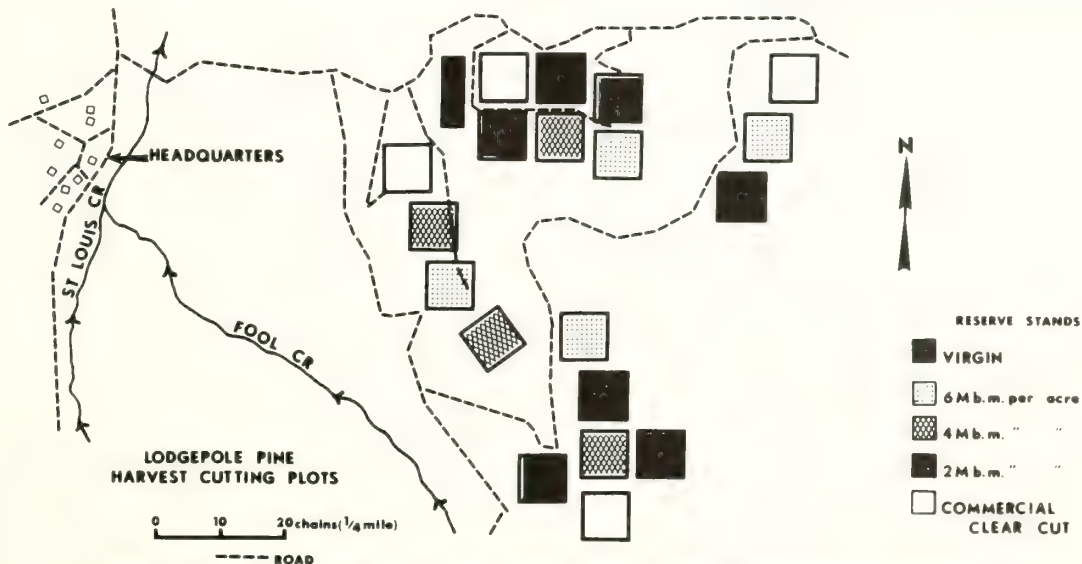 HEADQUARTERS
ST LOUIS CR
FOOL CR
N
LODGEPOLE PINE
HARVEST CUTTING PLOTS
0 10 20 chains (1/4 mile)
ROAD
RESERVE STANDS
VIRGIN
6 M b.m. per acre
4 M b.m. " "
2 M b.m. " "
COMMERCIAL
CLEAR CUT